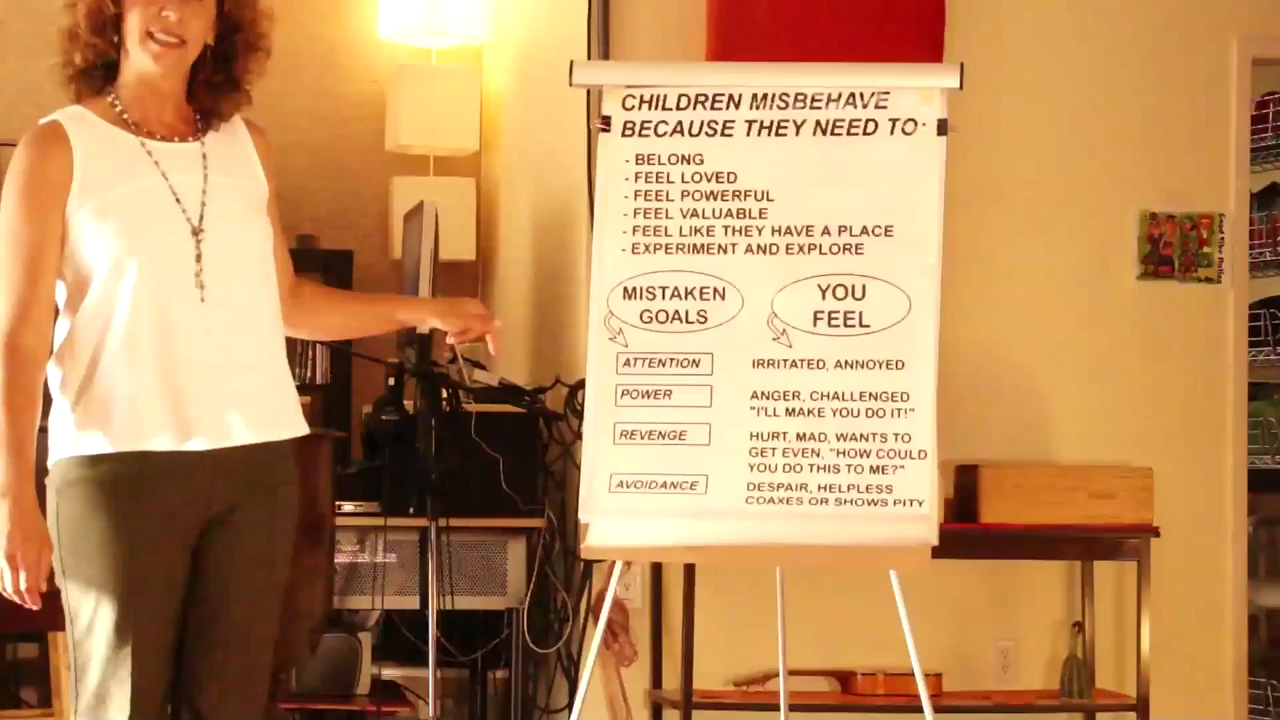 CHILDREN MISBEHAVE
BECAUSE THEY NEED TO:
- BELONG
- FEEL LOVED
- FEEL POWERFUL
- FEEL VALUABLE
- FEEL LIKE THEY HAVE A PLACE
- EXPERIMENT AND EXPLORE
MISTAKEN
GOALS
YOU
FEEL
ATTENTION
IRRITATED, ANNOYED
POWER
ANGER, CHALLENGED
"I'LL MAKE YOU DO IT!"
REVENGE
HURT, MAD, WANTS TO
GET EVEN, "HOW COULD
YOU DO THIS TO ME?"
AVOIDANCE
DESPAIR, HELPLESS
COAXES OR SHOWS PITY